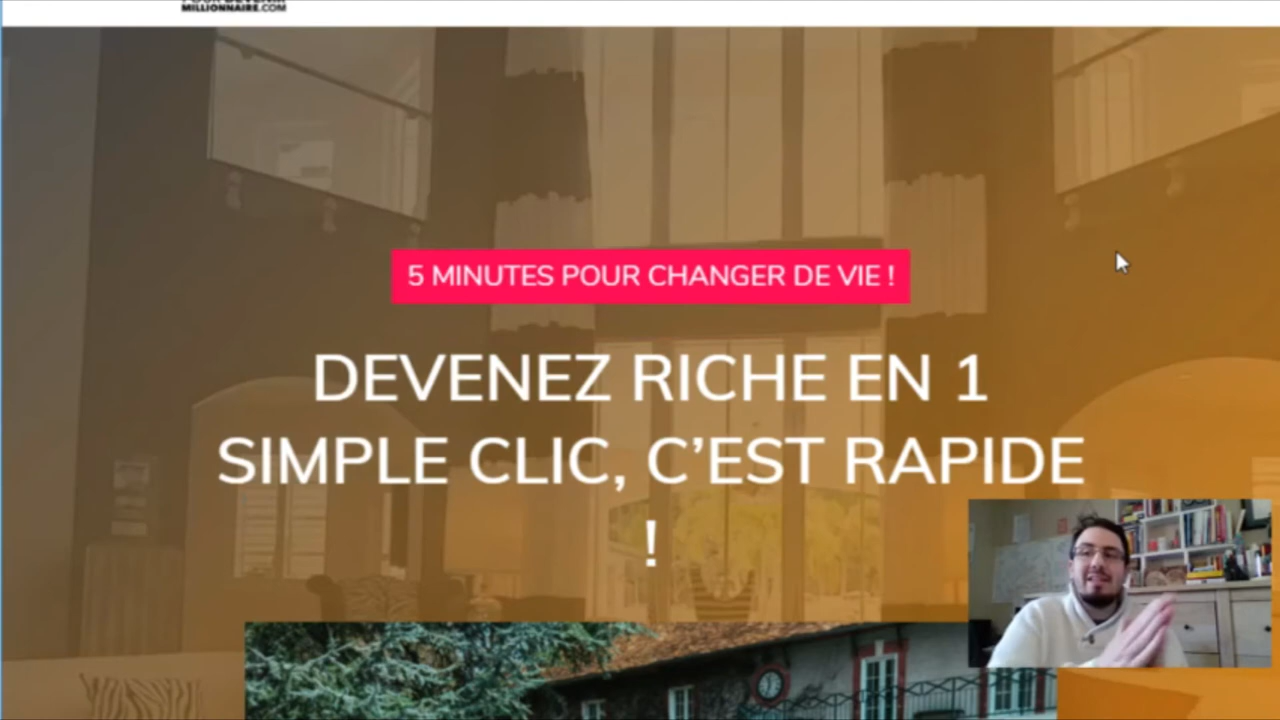 MILLIONNAIRE.COM
5 MINUTES POUR CHANGER DE VIE !
DEVENEZ RICHE EN 1
SIMPLE CLIC, C’EST RAPIDE
!